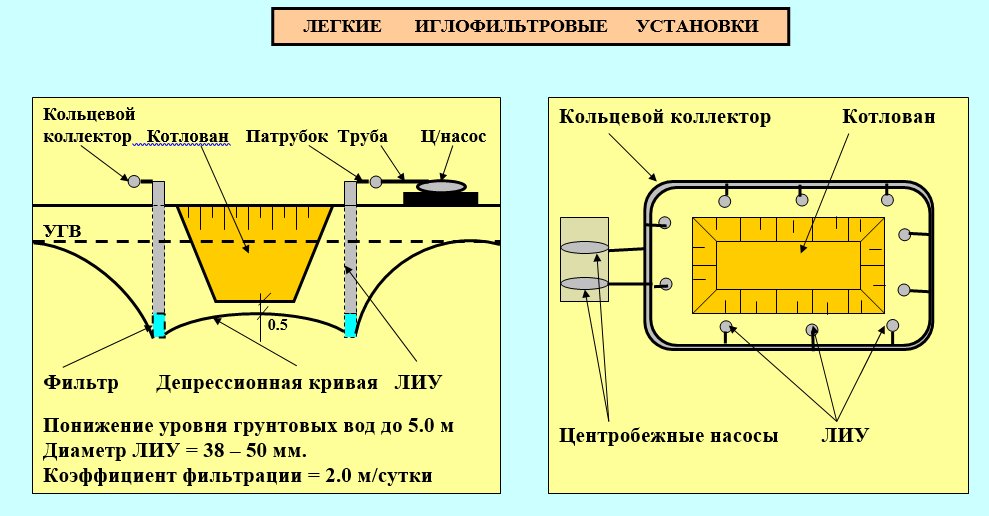 ЛЕГКИЕ ИГЛОФИЛЬТРОВЫЕ УСТАНОВКИ
Кольцевой
коллектор Котлован Патрубок Труба Ц/насос
УГВ
0.5
Фильтр Депрессионная кривая ЛИУ
Понижение уровня грунтовых вод до 5.0 м
Диаметр ЛИУ = 38 – 50 мм.
Коэффициент фильтрации = 2.0 м/сутки
Кольцевой коллектор Котлован
Центробежные насосы ЛИУ